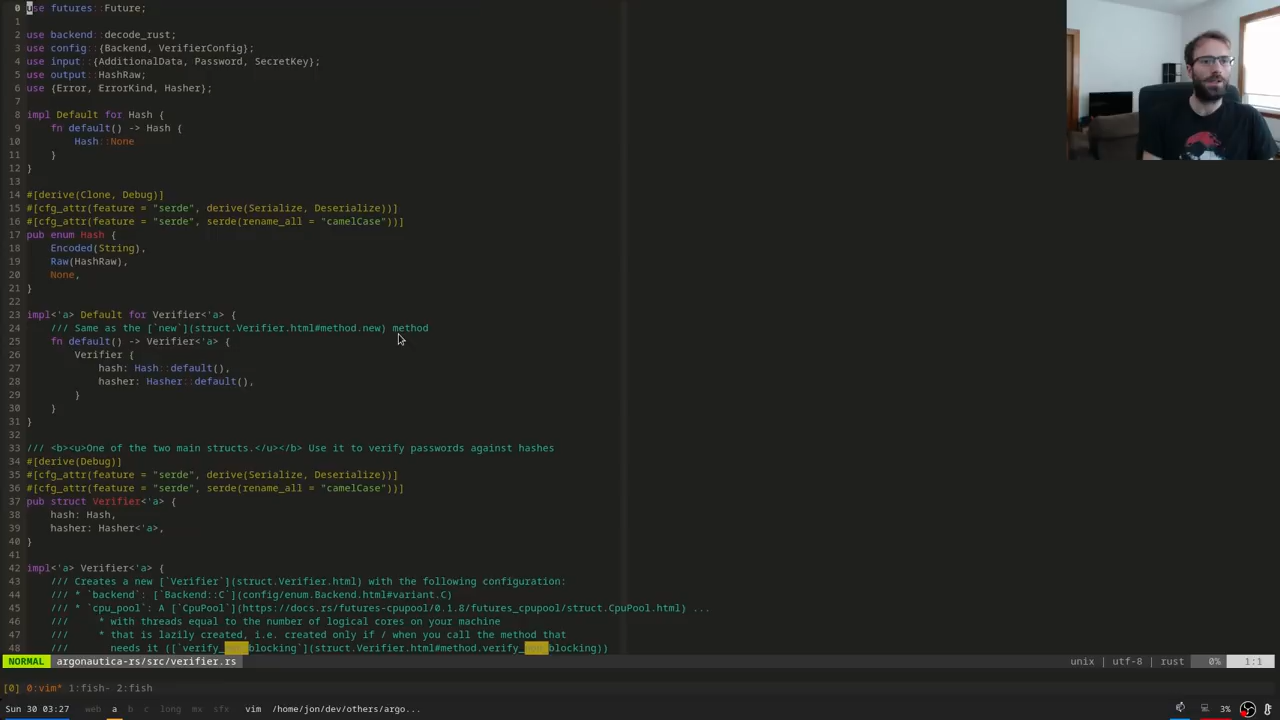 0 use futures::Future;
1
2 use backend::decode_rust;
3 use config::{Backend, VerifierConfig};
4 use input::{AdditionalData, Password, SecretKey};
5 use output::HashRaw;
6 use {Error, ErrorKind, Hasher};
7
8 impl Default for Hash {
9     fn default() -> Hash {
10         Hash::None
11     }
12 }
13
14 #[derive(Clone, Debug)]
15 #[cfg_attr(feature = "serde", derive(Serialize, Deserialize))]
16 #[cfg_attr(feature = "serde", serde(rename_all = "camelCase"))]
17 pub enum Hash {
18     Encoded(String),
19     Raw(HashRaw),
20     None,
21 }
22
23 impl<'a> Default for Verifier<'a> {
24     /// Same as the [`new`](struct.Verifier.html#method.new) method
25     fn default() -> Verifier<'a> {
26         Verifier {
27             hash: Hash::default(),
28             hasher: Hasher::default(),
29         }
30     }
31 }
32
33 /// <b><u>One of the two main structs.</u></b> Use it to verify passwords against hashes
34 #[derive(Debug)]
35 #[cfg_attr(feature = "serde", derive(Serialize, Deserialize))]
36 #[cfg_attr(feature = "serde", serde(rename_all = "camelCase"))]
37 pub struct Verifier<'a> {
38     hash: Hash,
39     hasher: Hasher<'a>,
40 }
41
42 impl<'a> Verifier<'a> {
43     /// Creates a new [`Verifier`](struct.Verifier.html) with the following configuration:
44     /// * `backend`: [`Backend::C`](config/enum.Backend.html#variant.C)
45     /// * `cpu_pool`: A [`CpuPool`](https://docs.rs/futures-cpupool/0.1.8/futures_cpupool/struct.CpuPool.html) ...
46     ///     * with threads equal to the number of logical cores on your machine
47     ///     * that is lazily created, i.e. created only if / when you call the method that
48     ///       needs it ([`verify_ blocking`](struct.Verifier.html#method.verify_ blocking))
NORMAL argonautica-rs/src/verifier.rs unix | utf-8 | rust 0% 1:1
[0] 0:vim* 1:fish- 2:fish
Sun 30 03:27 web a b c long mx sfx vim /home/jon/dev/others/argo... 3%